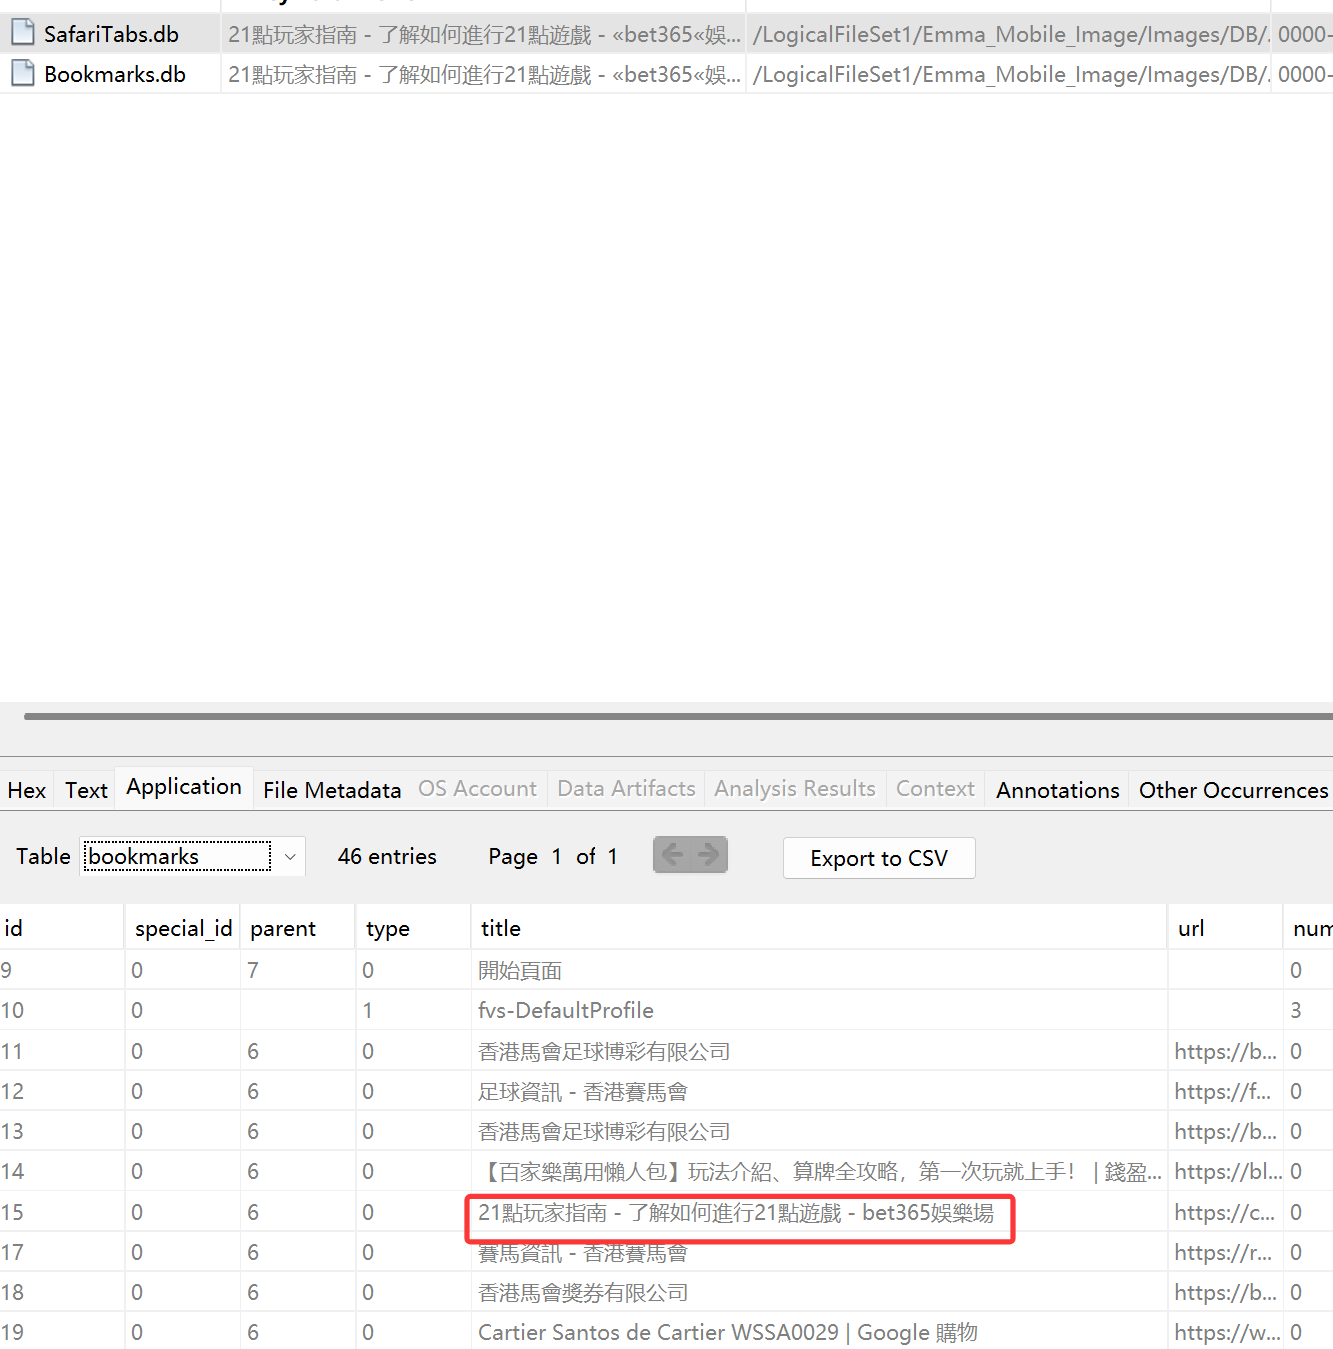 SafariTabs.db 21點玩家指南 - 了解如何進行21點遊戲 - «bet365«娛... /LogicalFileSet1/Emma_Mobile_Image/Images/DB/. 0000-
Bookmarks.db 21點玩家指南 - 了解如何進行21點遊戲 - «bet365«娛... /LogicalFileSet1/Emma_Mobile_Image/Images/DB/. 0000-
Hex Text Application File Metadata OS Account Data Artifacts Analysis Results Context Annotations Other Occurrences
Table bookmarks 46 entries Page 1 of 1 Export to CSV
id special_id parent type title url num
9 0 7 0 開始頁面 0
10 0 1 fvs-DefaultProfile 3
11 0 6 0 香港馬會足球博彩有限公司 https://b... 0
12 0 6 0 足球資訊 - 香港賽馬會 https://f... 0
13 0 6 0 香港馬會足球博彩有限公司 https://b... 0
14 0 6 0 【百家樂萬用懶人包】玩法介紹、算牌全攻略，第一次玩就上手！ | 錢盈... https://bl... 0
15 0 6 0 21點玩家指南 - 了解如何進行21點遊戲 - bet365娛樂場 https://c... 0
17 0 6 0 賽馬資訊 - 香港賽馬會 https://r... 0
18 0 6 0 香港馬會獎券有限公司 https://b... 0
19 0 6 0 Cartier Santos de Cartier WSSA0029 | Google 購物 https://w... 0